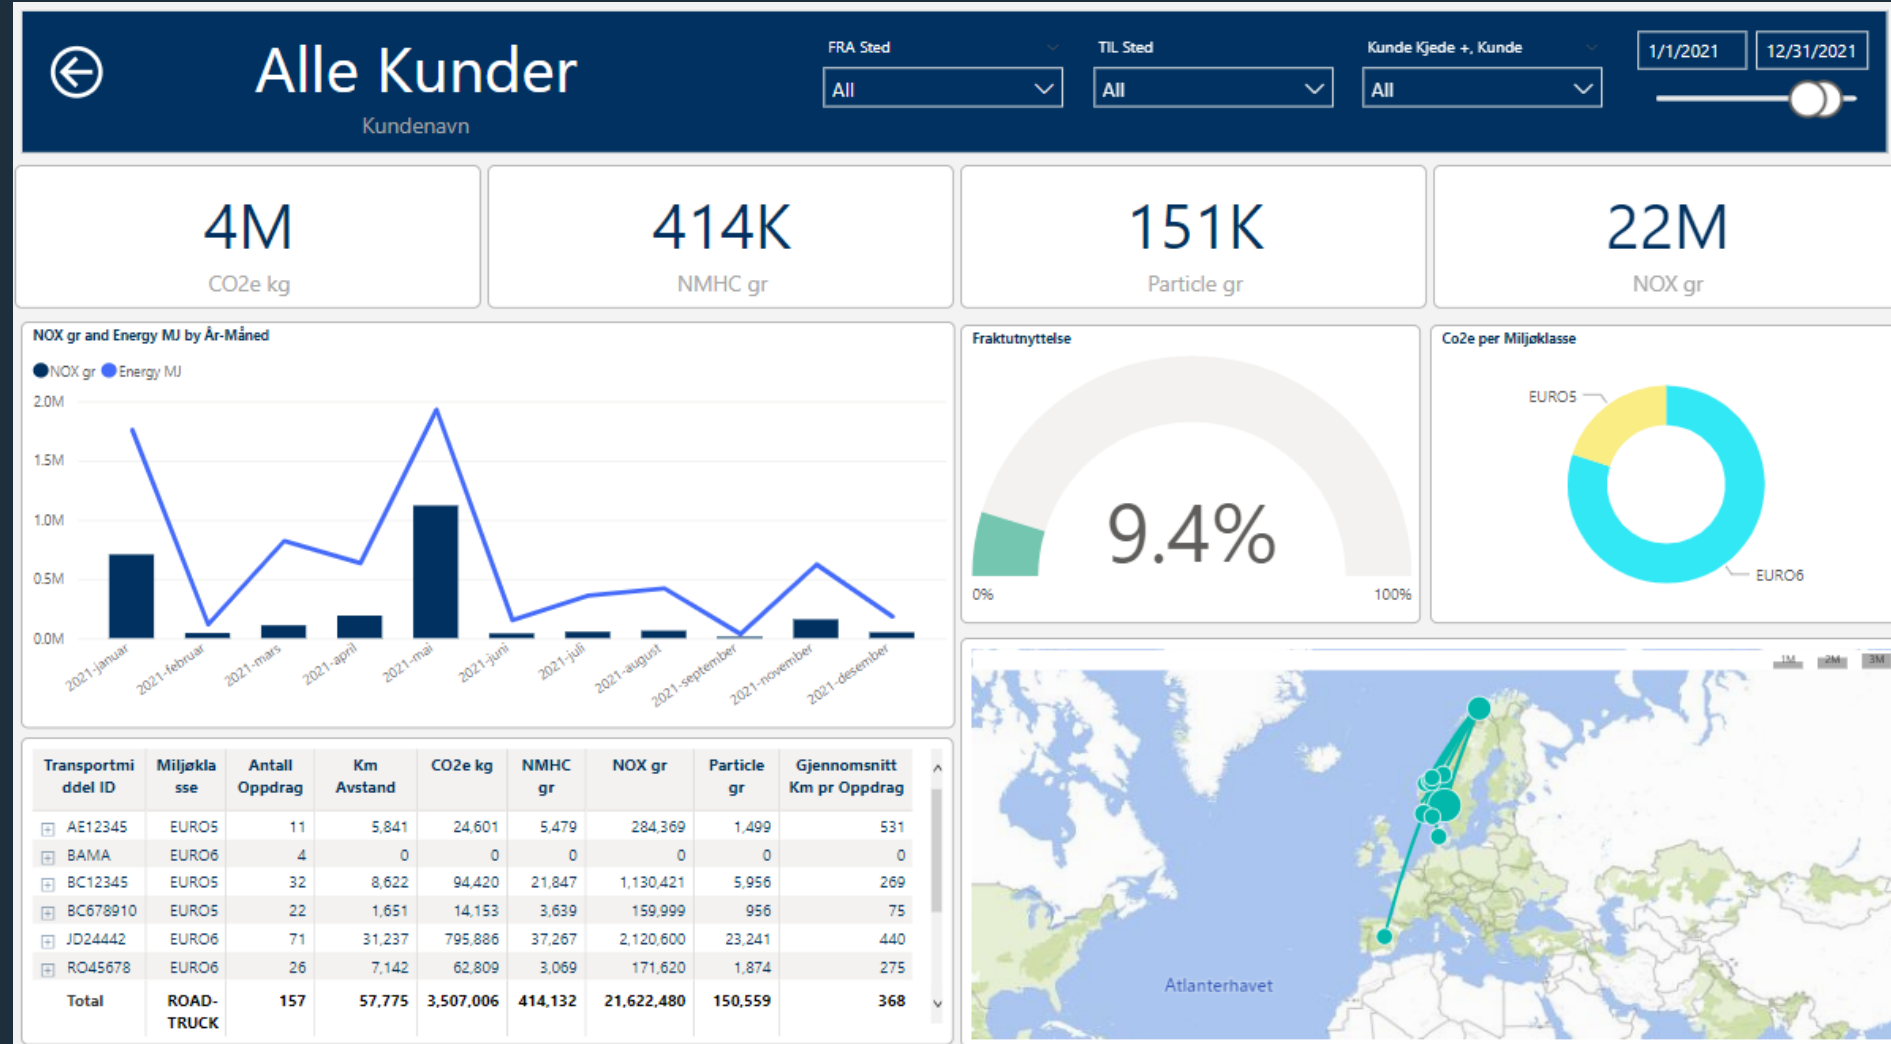 Alle Kunder
Kundenavn
FRA Sted
All
TIL Sted
All
Kunde Kjede +, Kunde
All
1/1/2021
12/31/2021
4M
CO2e kg
414K
NMHC gr
151K
Particle gr
22M
NOX gr
NOX gr and Energy MJ by År-Måned
NOX gr Energy MJ
2.0M
1.5M
1.0M
0.5M
0.0M
2021-januar
2021-februar
2021-mars
2021-april
2021-mai
2021-juni
2021-juli
2021-august
2021-september
2021-november
2021-desember
Fraktutnyttelse
9.4%
0%
100%
Co2e per Miljøklasse
EURO5
EURO6
Transportmi
ddel ID
Miljøkla
sse
Antall
Oppdrag
Km
Avstand
CO2e kg
NMHC
gr
NOX gr
Particle
gr
Gjennomsnitt
Km pr Oppdrag
AE12345 EURO5 11 5,841 24,601 5,479 284,369 1,499 531
BAMA EURO6 4 0 0 0 0 0 0
BC12345 EURO5 32 8,622 94,420 21,847 1,130,421 5,956 269
BC678910 EURO5 22 1,651 14,153 3,639 159,999 956 75
JD24442 EURO6 71 31,237 795,886 37,267 2,120,600 23,241 440
RO45678 EURO6 26 7,142 62,809 3,069 171,620 1,874 275
Total ROAD- 157 57,775 3,507,006 414,132 21,622,480 150,559 368
TRUCK
1M 2M 3M
Atlanterhavet